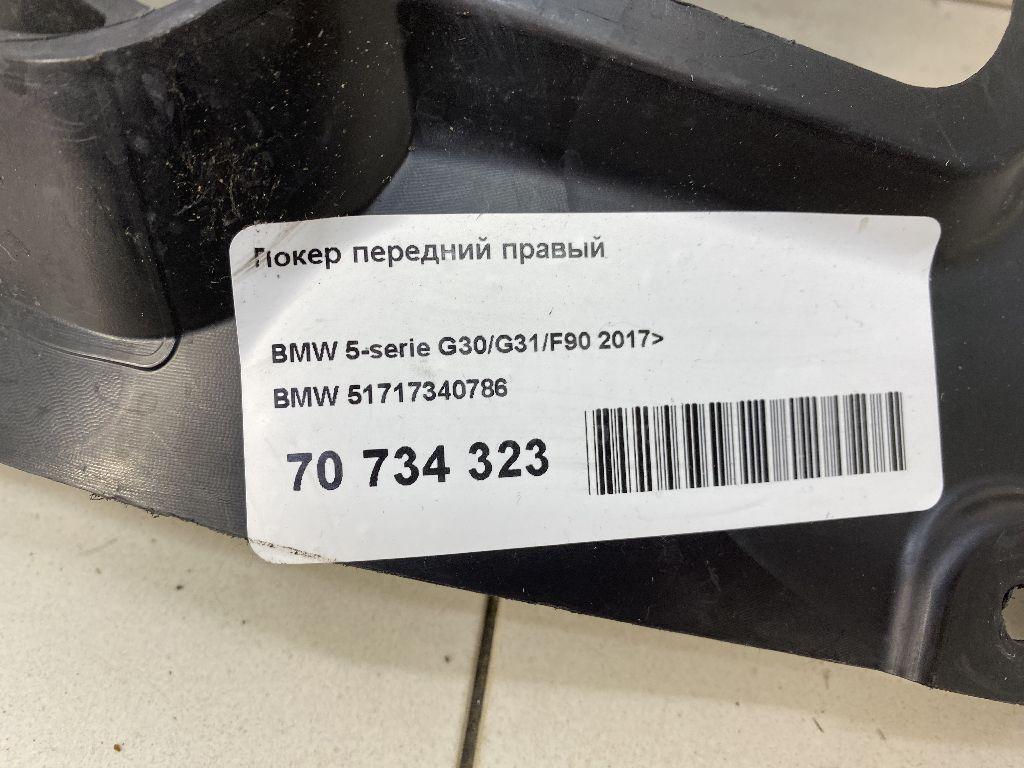 Локер передний правый
BMW 5-serie G30/G31/F90 2017>
BMW 51717340786
70 734 323